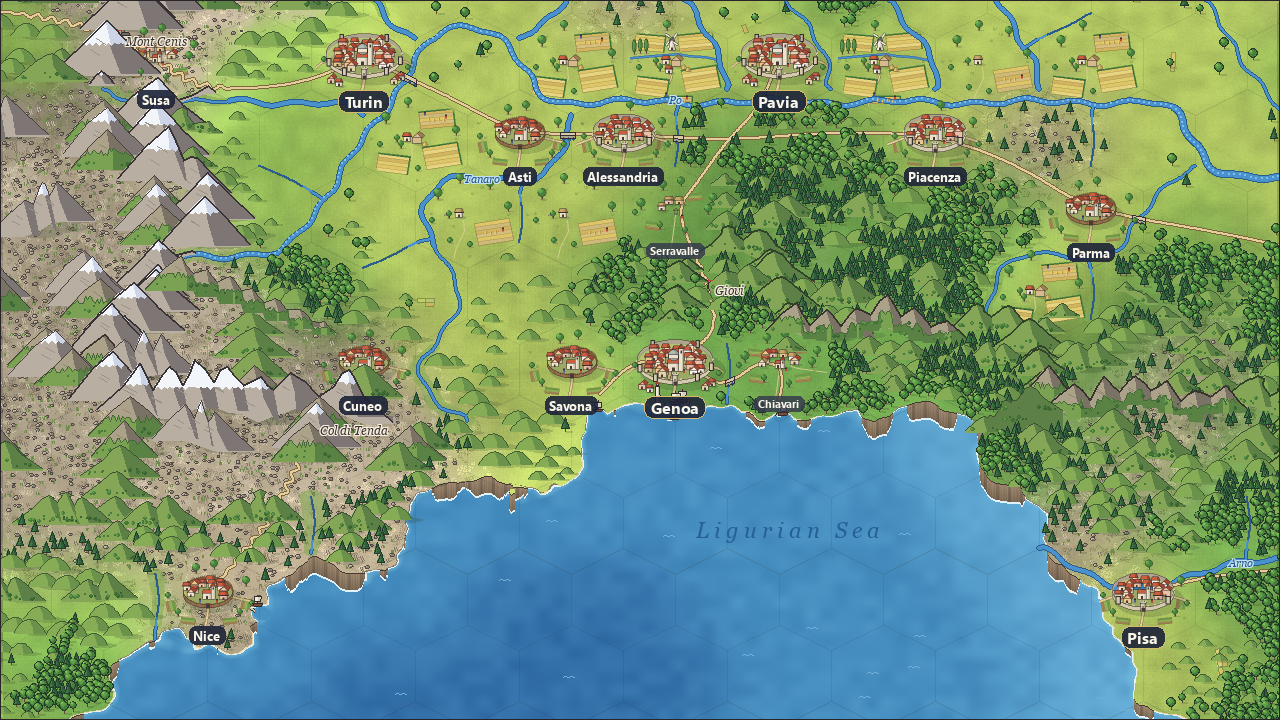 Mont Cenis
Susa
Turin
Po
Pavia
Tanaro
Asti
Alessandria
Piacenza
Serravalle
Parma
Giovi
Cuneo
Savona
Genoa
Chiavari
Col di Tenda
Ligurian Sea
Arno
Nice
Pisa